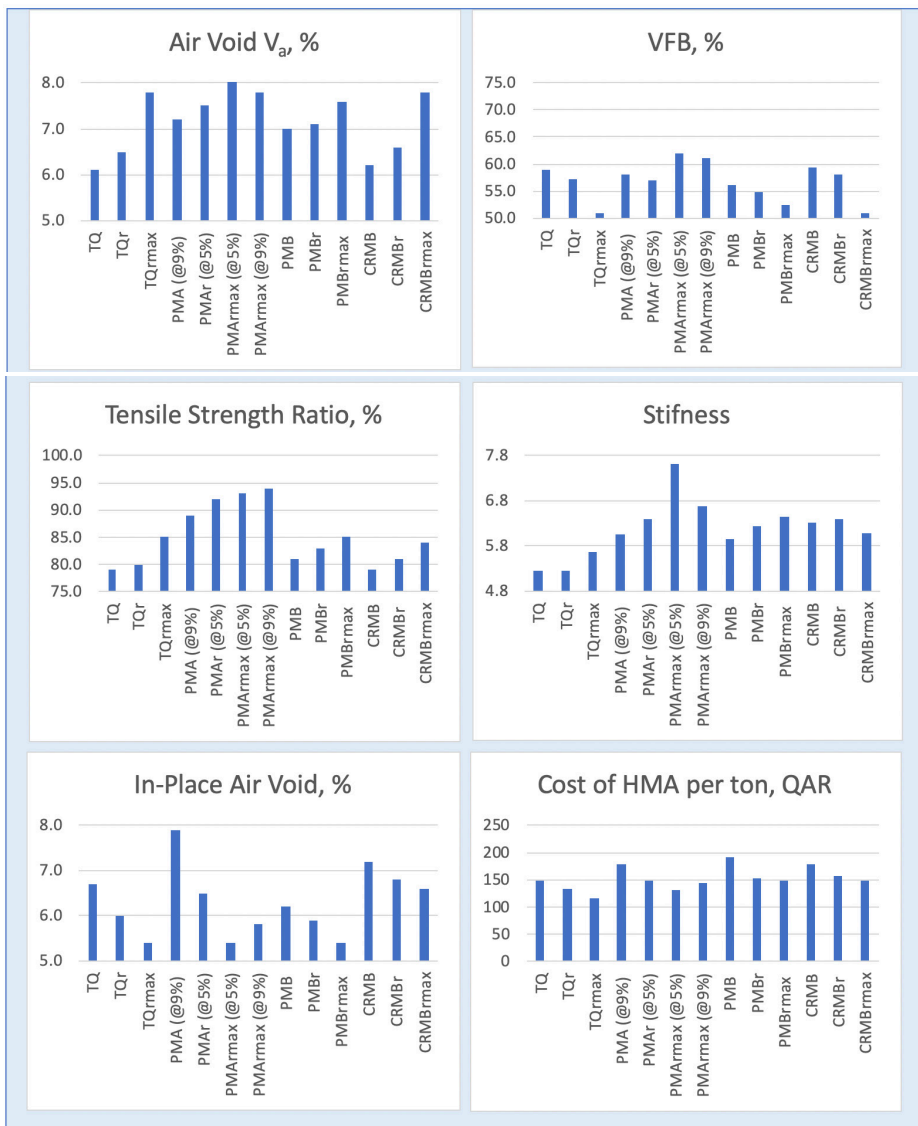 Air Void Va, %
8.0
7.0
6.0
5.0
TQ
TQr
TQrmax
PMA (@9%)
PMAr (@5%)
PMArmax (@5%)
PMArmax (@9%)
PMB
PMBr
PMBrmax
CRMB
CRMBr
CRMBrmax
VFB, %
75.0
70.0
65.0
60.0
55.0
50.0
TQ
TQr
TQrmax
PMA (@9%)
PMAr (@5%)
PMArmax (@5%)
PMArmax (@9%)
PMB
PMBr
PMBrmax
CRMB
CRMBr
CRMBrmax
Tensile Strength Ratio, %
100.0
95.0
90.0
85.0
80.0
75.0
TQ
TQr
TQrmax
PMA (@9%)
PMAr (@5%)
PMArmax (@5%)
PMArmax (@9%)
PMB
PMBr
PMBrmax
CRMB
CRMBr
CRMBrmax
Stifness
7.8
6.8
5.8
4.8
TQ
TQr
TQrmax
PMA (@9%)
PMAr (@5%)
PMArmax (@5%)
PMArmax (@9%)
PMB
PMBr
PMBrmax
CRMB
CRMBr
CRMBrmax
In-Place Air Void, %
8.0
7.0
6.0
5.0
TQ
TQr
TQrmax
PMA (@9%)
PMAr (@5%)
PMArmax (@5%)
PMArmax (@9%)
PMB
PMBr
PMBrmax
CRMB
CRMBr
CRMBrmax
Cost of HMA per ton, QAR
250
200
150
100
50
0
TQ
TQr
TQrmax
PMA (@9%)
PMAr (@5%)
PMArmax (@5%)
PMArmax (@9%)
PMB
PMBr
PMBrmax
CRMB
CRMBr
CRMBrmax